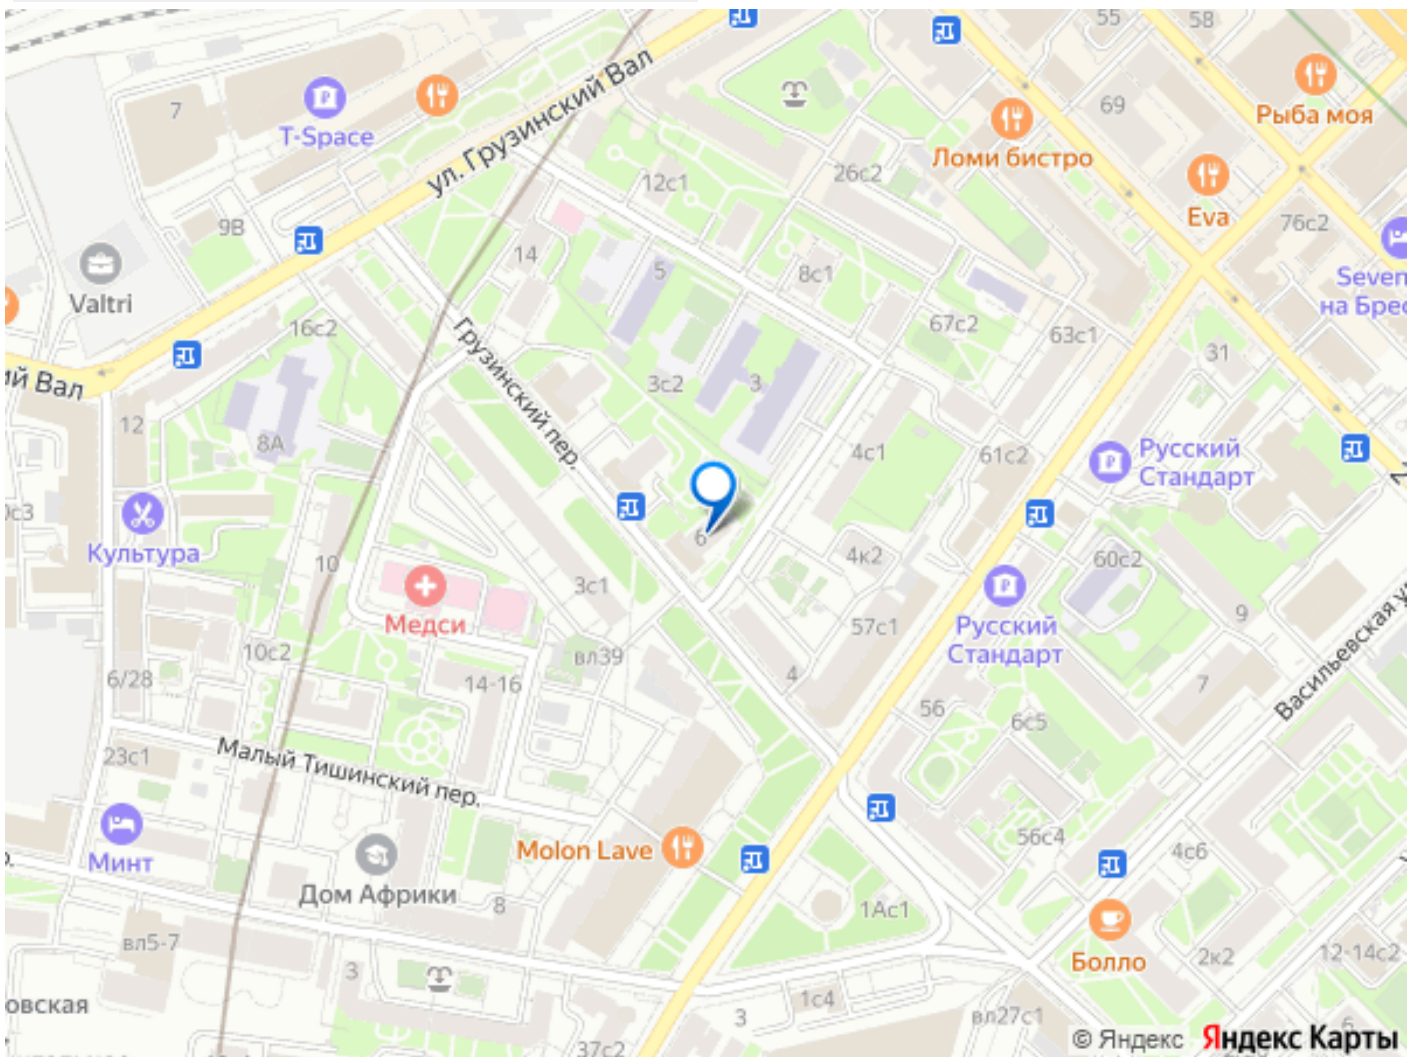 55
58
7
T-Space
ул. Грузинский Вал
69
Рыба моя
Ломи бистро
12с1
26с2
Eva
76с2
9В
14
5
8с1
Valtri
Seven
на Брес
16с2
67с2
63с1
31
ий Вал
Грузинский пер.
3с2
3
12
8А
4с1
61с2
Русский
Стандарт
0с3
Культура
6
4к2
60с2
10
3с1
Медси
57с1
Русский
Стандарт
9
Васильевская ул
10с2
вл39
6/28
14-16
4
7
56
6с5
23с1
Малый Тишинский пер.
56с4
4с6
Минт
Molon Lave
Дом Африки
8
1Ас1
вл5-7
Болло
2к2
12-14с2
3
1с4
овская
3
вл27с1
6
37с2
© Яндекс Яндекс Карты